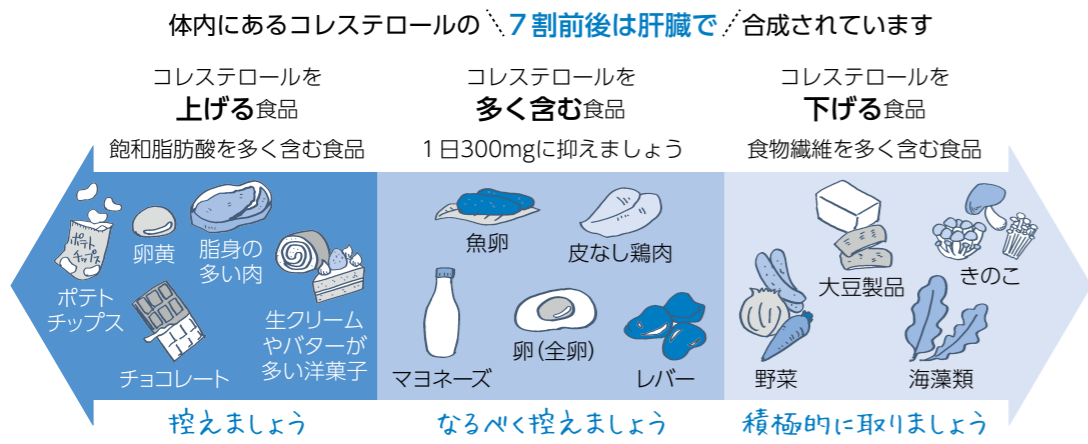 体内にあるコレステロールの 7割前後は肝臓で 合成されています
コレステロールを
上げる食品
飽和脂肪酸を多く含む食品
コレステロールを
多く含む食品
1日300mgに抑えましょう
コレステロールを
下げる食品
食物繊維を多く含む食品
ポテト
チップス
ポテト
チップス
卵黄
脂身の
多い肉
チョコレート
生クリーム
やバターが
多い洋菓子
控えましょう
魚卵
皮なし鶏肉
マヨネーズ
卵(全卵)
レバー
なるべく控えましょう
大豆製品
きのこ
野菜
海藻類
積極的に取りましょう